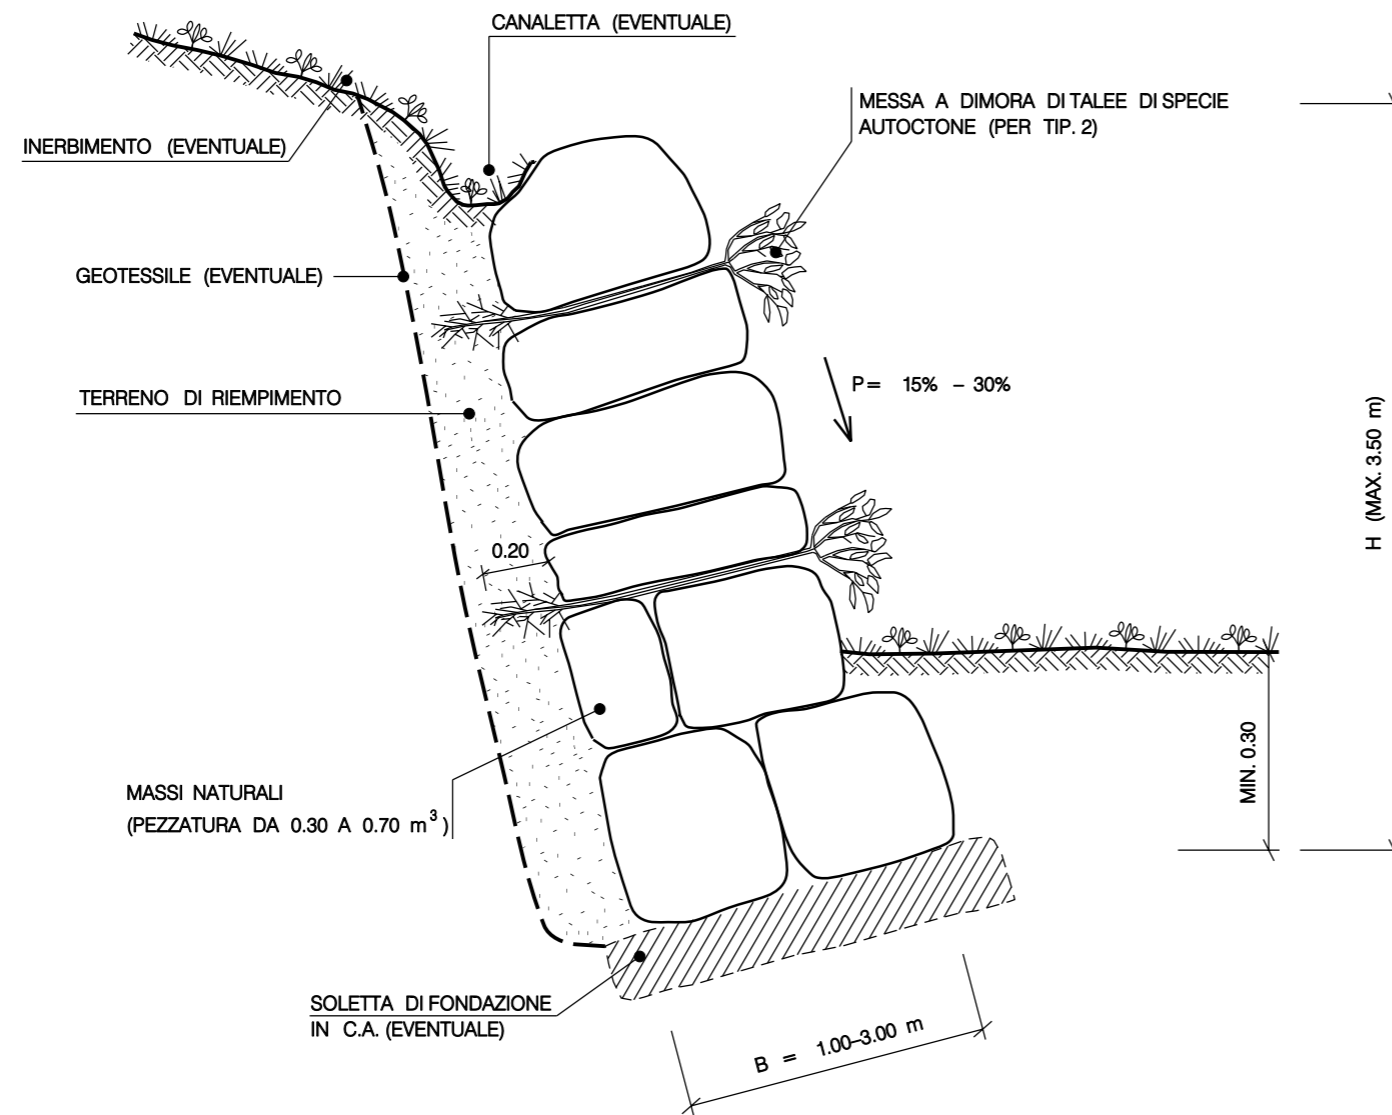 CANALETTA (EVENTUALE)
MESSA A DIMORA DI TALEE DI SPECIE
AUTOCTONE (PER TIP. 2)
INERBIMENTO (EVENTUALE)
GEOTESSILE (EVENTUALE)
P= 15% - 30%
TERRENO DI RIEMPIMENTO
H (MAX. 3.50 m)
0.20
MIN. 0.30
MASSI NATURALI
(PEZZATURA DA 0.30 A 0.70 m³)
SOLETTA DI FONDAZIONE
IN C.A. (EVENTUALE)
B = 1.00-3.00 m